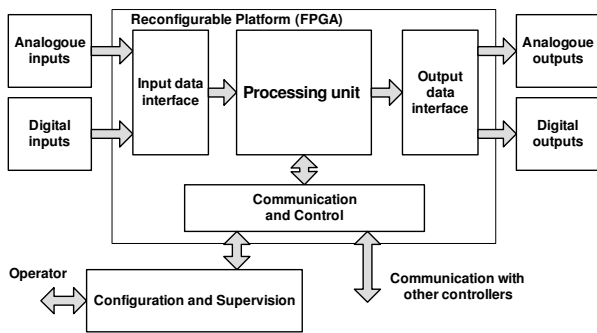 Reconfigurable Platform (FPGA)
Analogoue
inputs
Digital
inputs
Input data
interface
Processing unit
Output
data
interface
Analogoue
outputs
Digital
outputs
Communication
and Control
Operator
Configuration and Supervision
Communication with
other controllers